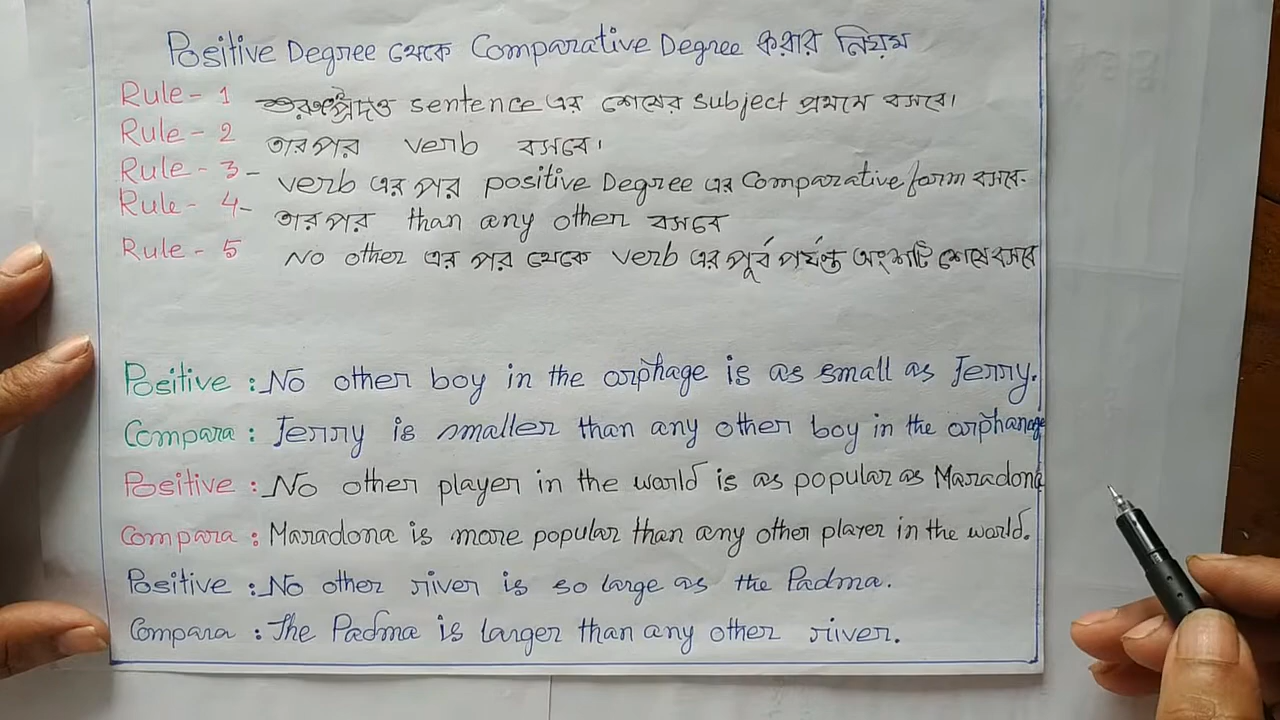 Positive Degree থেকে Comparative Degree করার নিয়ম
Rule - 1 প্রদত্ত sentence এর শেষের subject প্রথমে বসবে।
Rule - 2 তারপর verb বসবে।
Rule - 3 - verb এর পর positive Degree এর Comparative form বসবে.
Rule - 4 - তারপর than any other বসবে
Rule - 5 No other এর পর থেকে verb এর পূর্ব পর্যন্ত অংশটি শেষে বসবে
Positive : No other boy in the orphage is as small as Jerry.
Compara : Jerry is smaller than any other boy in the orphanage
Positive : No other player in the world is as popular as Maradona
Compara : Maradona is more popular than any other player in the world.
Positive : No other river is so large as the Padma.
Compara : The Padma is larger than any other river.